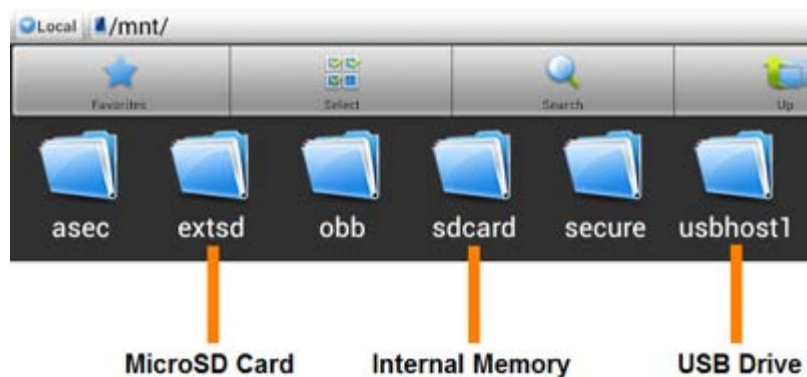 Local /mnt/
Favorites Select Search Up
asec extsd obb sdcard secure usbhost1
MicroSD Card Internal Memory USB Drive